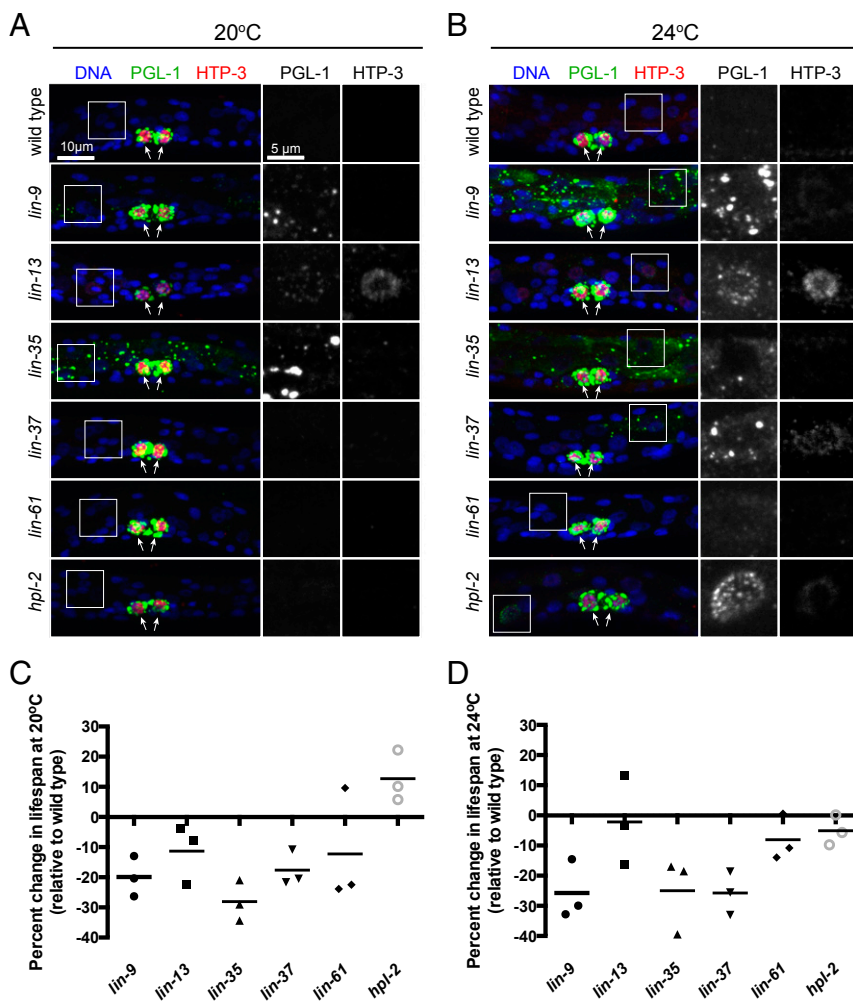 A
20°C
DNA PGL-1 HTP-3 PGL-1 HTP-3
wild type
10µm
5 µm
lin-9
lin-13
lin-35
lin-37
lin-61
hpl-2
B
24°C
DNA PGL-1 HTP-3 PGL-1 HTP-3
wild type
lin-9
lin-13
lin-35
lin-37
lin-61
hpl-2
C
Percent change in lifespan at 20°C
(relative to wild type)
30
20
10
0
-10
-20
-30
-40
lin-9 lin-13 lin-35 lin-37 lin-61 hpl-2
D
Percent change in lifespan at 24°C
(relative to wild type)
30
20
10
0
-10
-20
-30
-40
lin-9 lin-13 lin-35 lin-37 lin-61 hpl-2